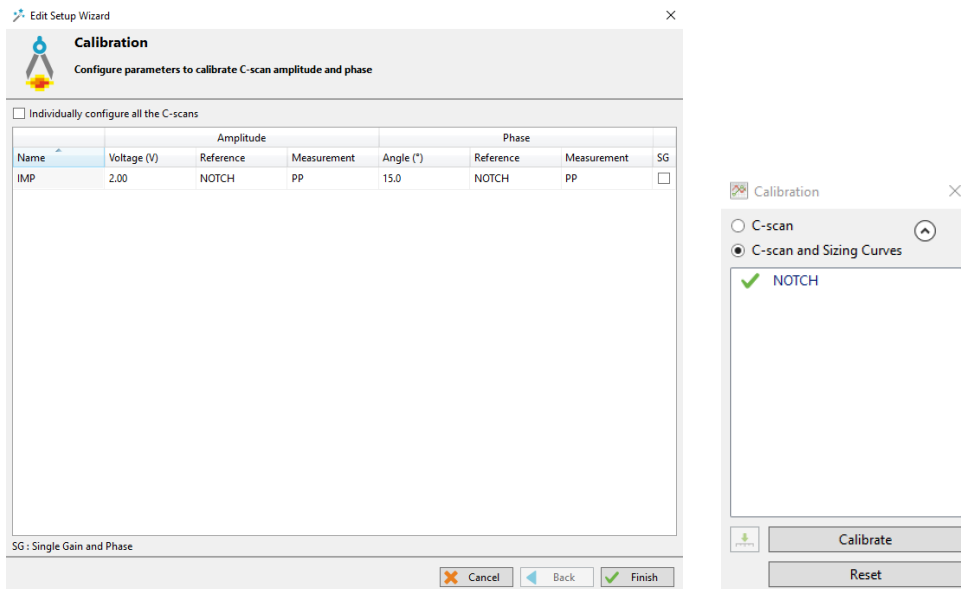 Edit Setup Wizard
Calibration
Configure parameters to calibrate C-scan amplitude and phase
Individually configure all the C-scans
Amplitude Phase
Name Voltage (V) Reference Measurement Angle (°) Reference Measurement SG
IMP 2.00 NOTCH PP 15.0 NOTCH PP
SG : Single Gain and Phase
Cancel Back Finish
Calibration
C-scan
C-scan and Sizing Curves
NOTCH
Calibrate
Reset